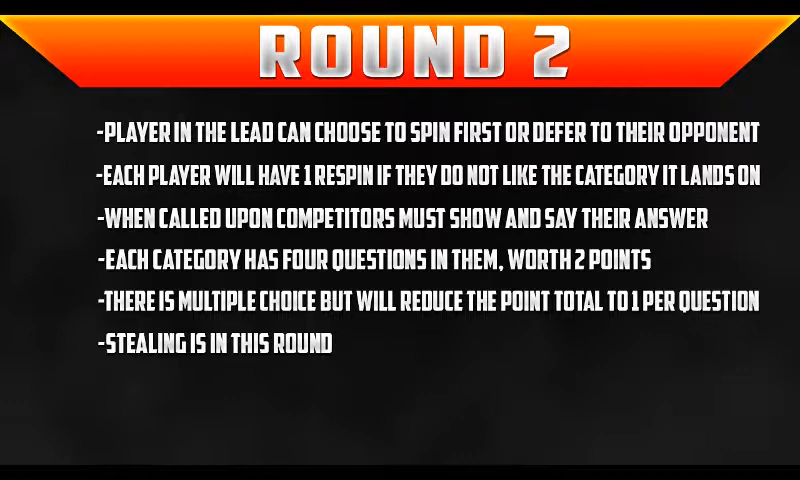 ROUND 2
-PLAYER IN THE LEAD CAN CHOOSE TO SPIN FIRST OR DEFER TO THEIR OPPONENT
-EACH PLAYER WILL HAVE 1 RESPIN IF THEY DO NOT LIKE THE CATEGORY IT LANDS ON
-WHEN CALLED UPON COMPETITORS MUST SHOW AND SAY THEIR ANSWER
-EACH CATEGORY HAS FOUR QUESTIONS IN THEM, WORTH 2 POINTS
-THERE IS MULTIPLE CHOICE BUT WILL REDUCE THE POINT TOTAL TO 1 PER QUESTION
-STEALING IS IN THIS ROUND